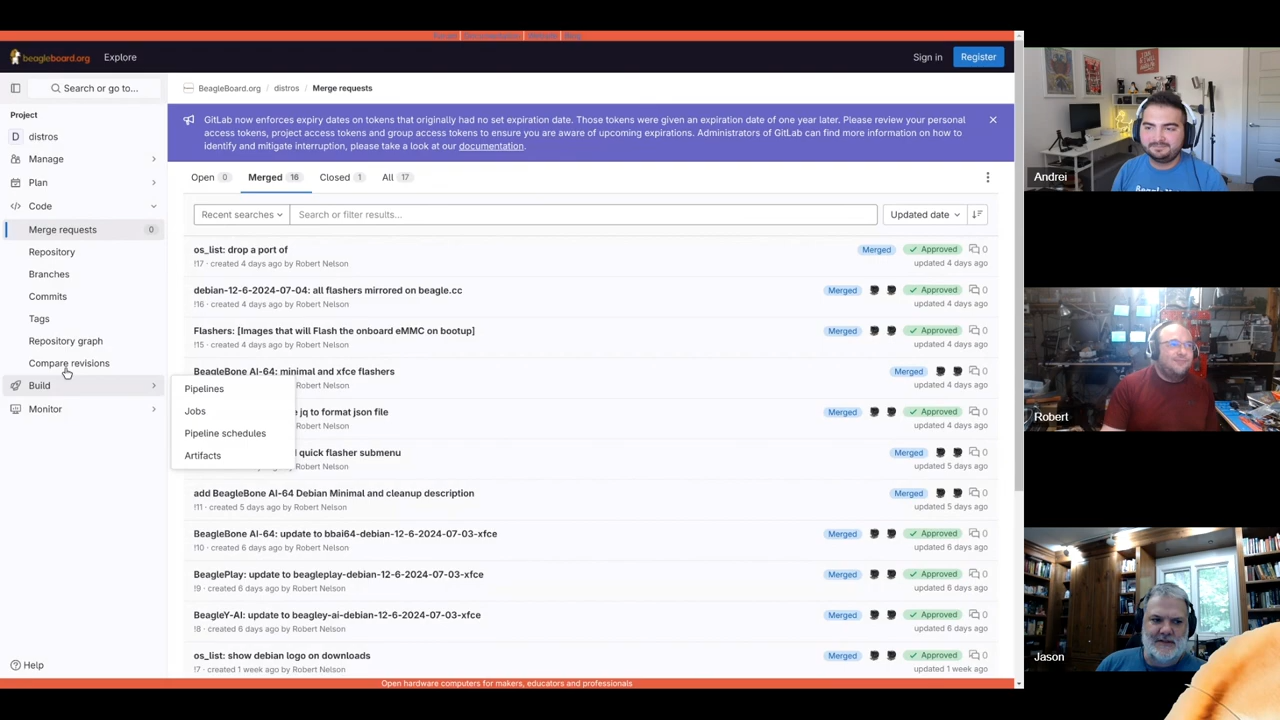 beagleboard.org
Explore
Sign in
Register
Search or go to...
BeagleBoard.org / distros / Merge requests
Project
distros
Manage
Plan
Code
Merge requests 0
Repository
Branches
Commits
Tags
Repository graph
Compare revisions
Build
Monitor
Help
Pipelines
Jobs
Pipeline schedules
Artifacts
GitLab now enforces expiry dates on tokens that originally had no set expiration date. Those tokens were given an expiration date of one year later. Please review your personal
access tokens, project access tokens and group access tokens to ensure you are aware of upcoming expirations. Administrators of GitLab can find more information on how to
identify and mitigate interruption, please take a look at our documentation.
Open 0 Merged 16 Closed 1 All 17
Recent searches Search or filter results... Updated date
os_list: drop a port of Merged Approved 0
!17 · created 4 days ago by Robert Nelson updated 4 days ago
debian-12-6-2024-07-04: all flashers mirrored on beagle.cc Merged Approved 0
!16 · created 4 days ago by Robert Nelson updated 4 days ago
Flashers: [Images that will Flash the onboard eMMC on bootup] Merged Approved 0
!15 · created 4 days ago by Robert Nelson updated 4 days ago
BeagleBone AI-64: minimal and xfce flashers Merged 0
days ago by Robert Nelson updated 4 days ago
jq to format json file Merged Approved 0
days ago by Robert Nelson updated 4 days ago
quick flasher submenu Merged 0
days ago by Robert Nelson updated 5 days ago
add BeagleBone AI-64 Debian Minimal and cleanup description Merged 0
!11 · created 5 days ago by Robert Nelson updated 5 days ago
BeagleBone AI-64: update to bbai64-debian-12-6-2024-07-03-xfce Merged Approved 0
!10 · created 6 days ago by Robert Nelson updated 6 days ago
BeaglePlay: update to beagleplay-debian-12-6-2024-07-03-xfce Merged Approved 0
!9 · created 6 days ago by Robert Nelson updated 6 days ago
BeagleY-AI: update to beagley-ai-debian-12-6-2024-07-03-xfce Merged Approved 0
!8 · created 6 days ago by Robert Nelson updated 6 days ago
os_list: show debian logo on downloads Merged Approved 0
!7 · created 1 week ago by Robert Nelson updated 1 week ago
Open hardware computers for makers, educators and professionals
Andrei
Robert
Jason